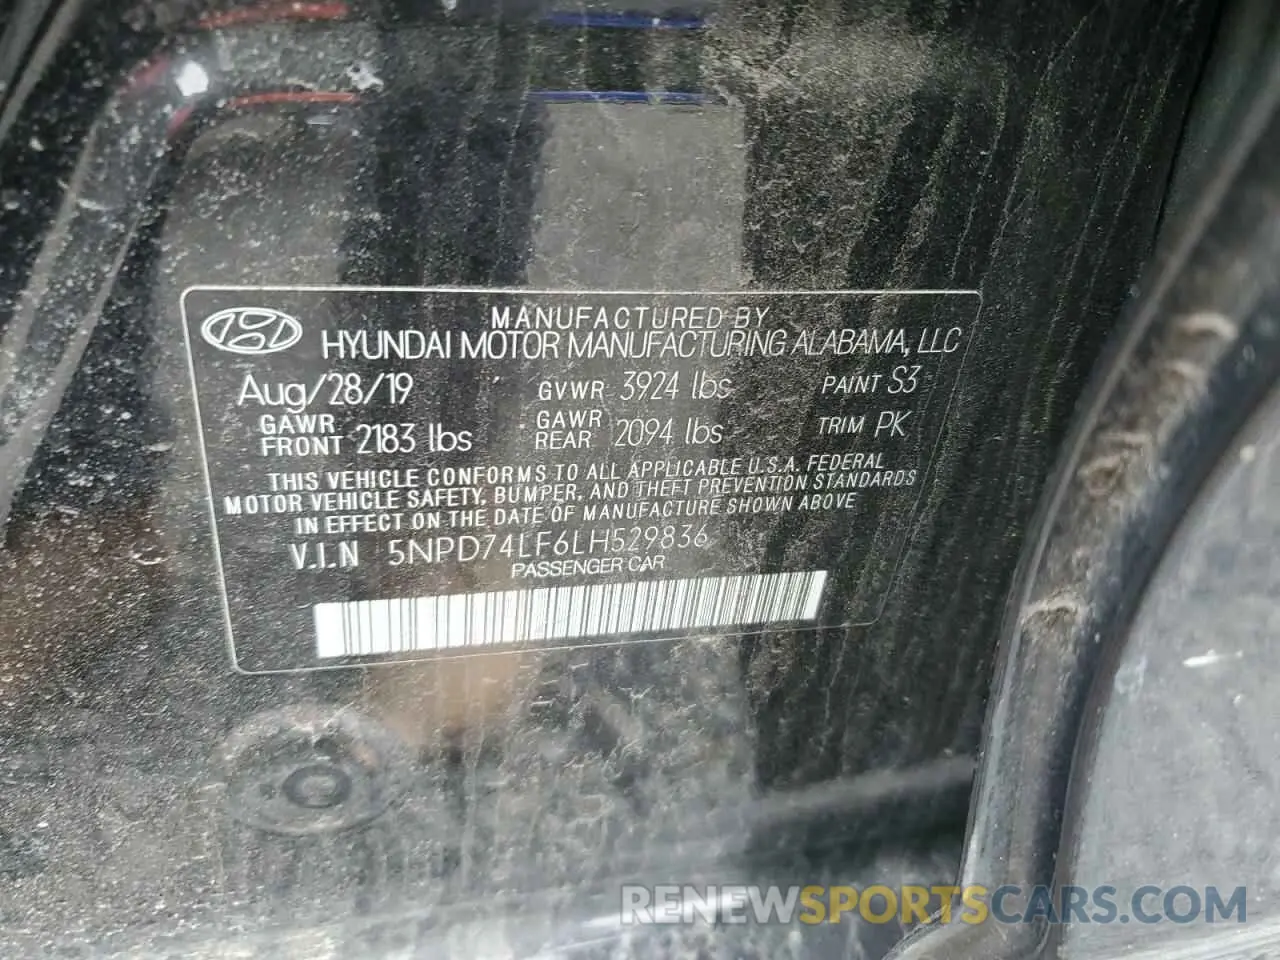 MANUFACTURED BY
HYUNDAI MOTOR MANUFACTURING ALABAMA, LLC
Aug/28/19 GVWR 3924 lbs PAINT S3
GAWR FRONT 2183 lbs GAWR REAR 2094 lbs TRIM PK
THIS VEHICLE CONFORMS TO ALL APPLICABLE U.S.A. FEDERAL
MOTOR VEHICLE SAFETY, BUMPER, AND THEFT PREVENTION STANDARDS
IN EFFECT ON THE DATE OF MANUFACTURE SHOWN ABOVE
V.I.N 5NPD74LF6LH529836
PASSENGER CAR
RENEWSPORTSCARS.COM